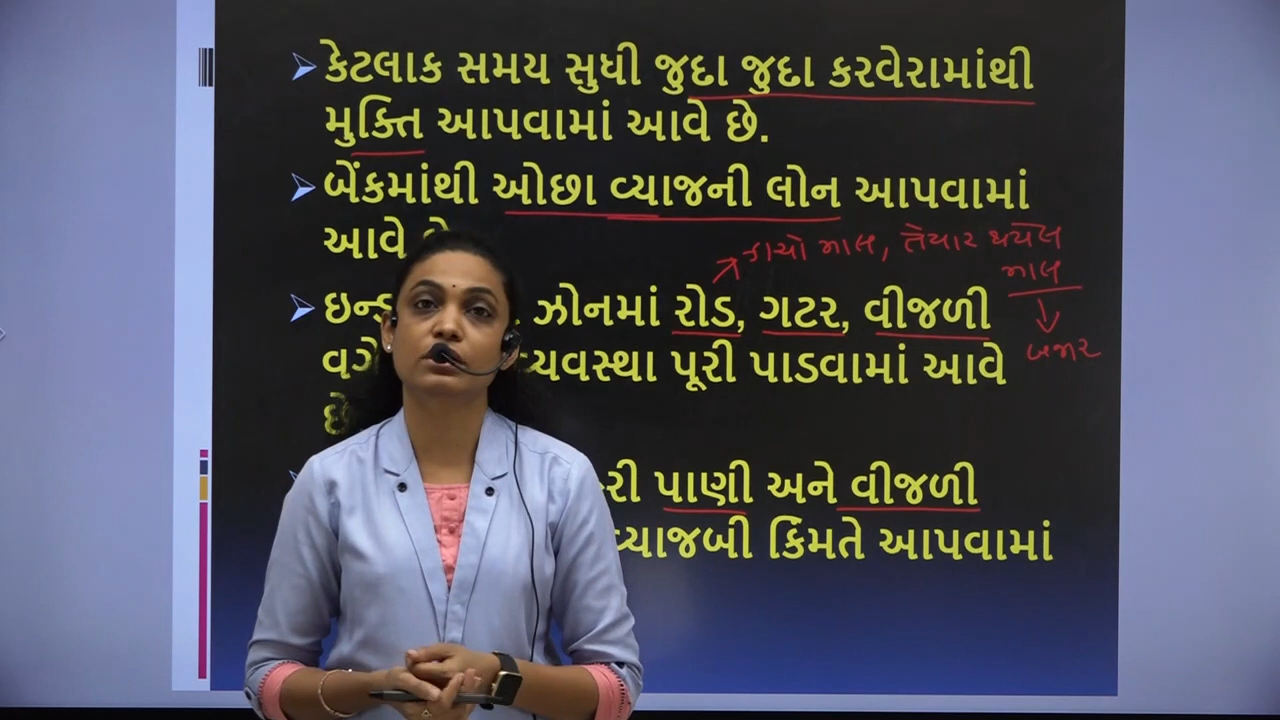 કેટલાક સમય સુધી જુદા જુદા કરવેરામાંથી
મુક્તિ આપવામાં આવે છે.
બેંકમાંથી ઓછા વ્યાજની લોન આપવામાં
આવે
કાચો માલ, તૈયાર થયેલ
માલ
ઝોનમાં રોડ, ગટર, વીજળી
બજાર
પૂરી પાડવામાં આવે
પાણી અને વીજળી
વ્યાજબી કિંમતે આપવામાં